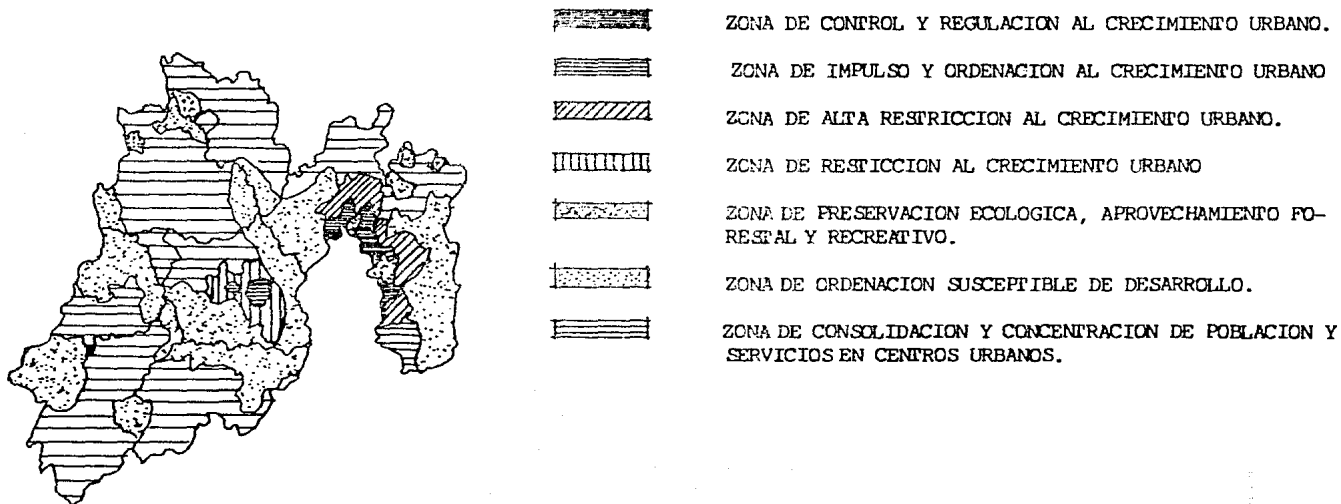 ZONA DE CONTROL Y REGULACION AL CRECIMIENTO URBANO.
ZONA DE IMPULSO Y ORDENACION AL CRECIMIENTO URBANO
ZONA DE ALTA RESTRICCION AL CRECIMIENTO URBANO.
ZONA DE RESTICCION AL CRECIMIENTO URBANO
ZONA DE PRESERVACION ECOLOGICA, APROVECHAMIENTO FO-
RESTAL Y RECREATIVO.
ZONA DE ORDENACION SUSCEPTIBLE DE DESARROLLO.
ZONA DE CONSOLIDACION Y CONCENTRACION DE POBLACION Y
SERVICIOS EN CENTROS URBANOS.